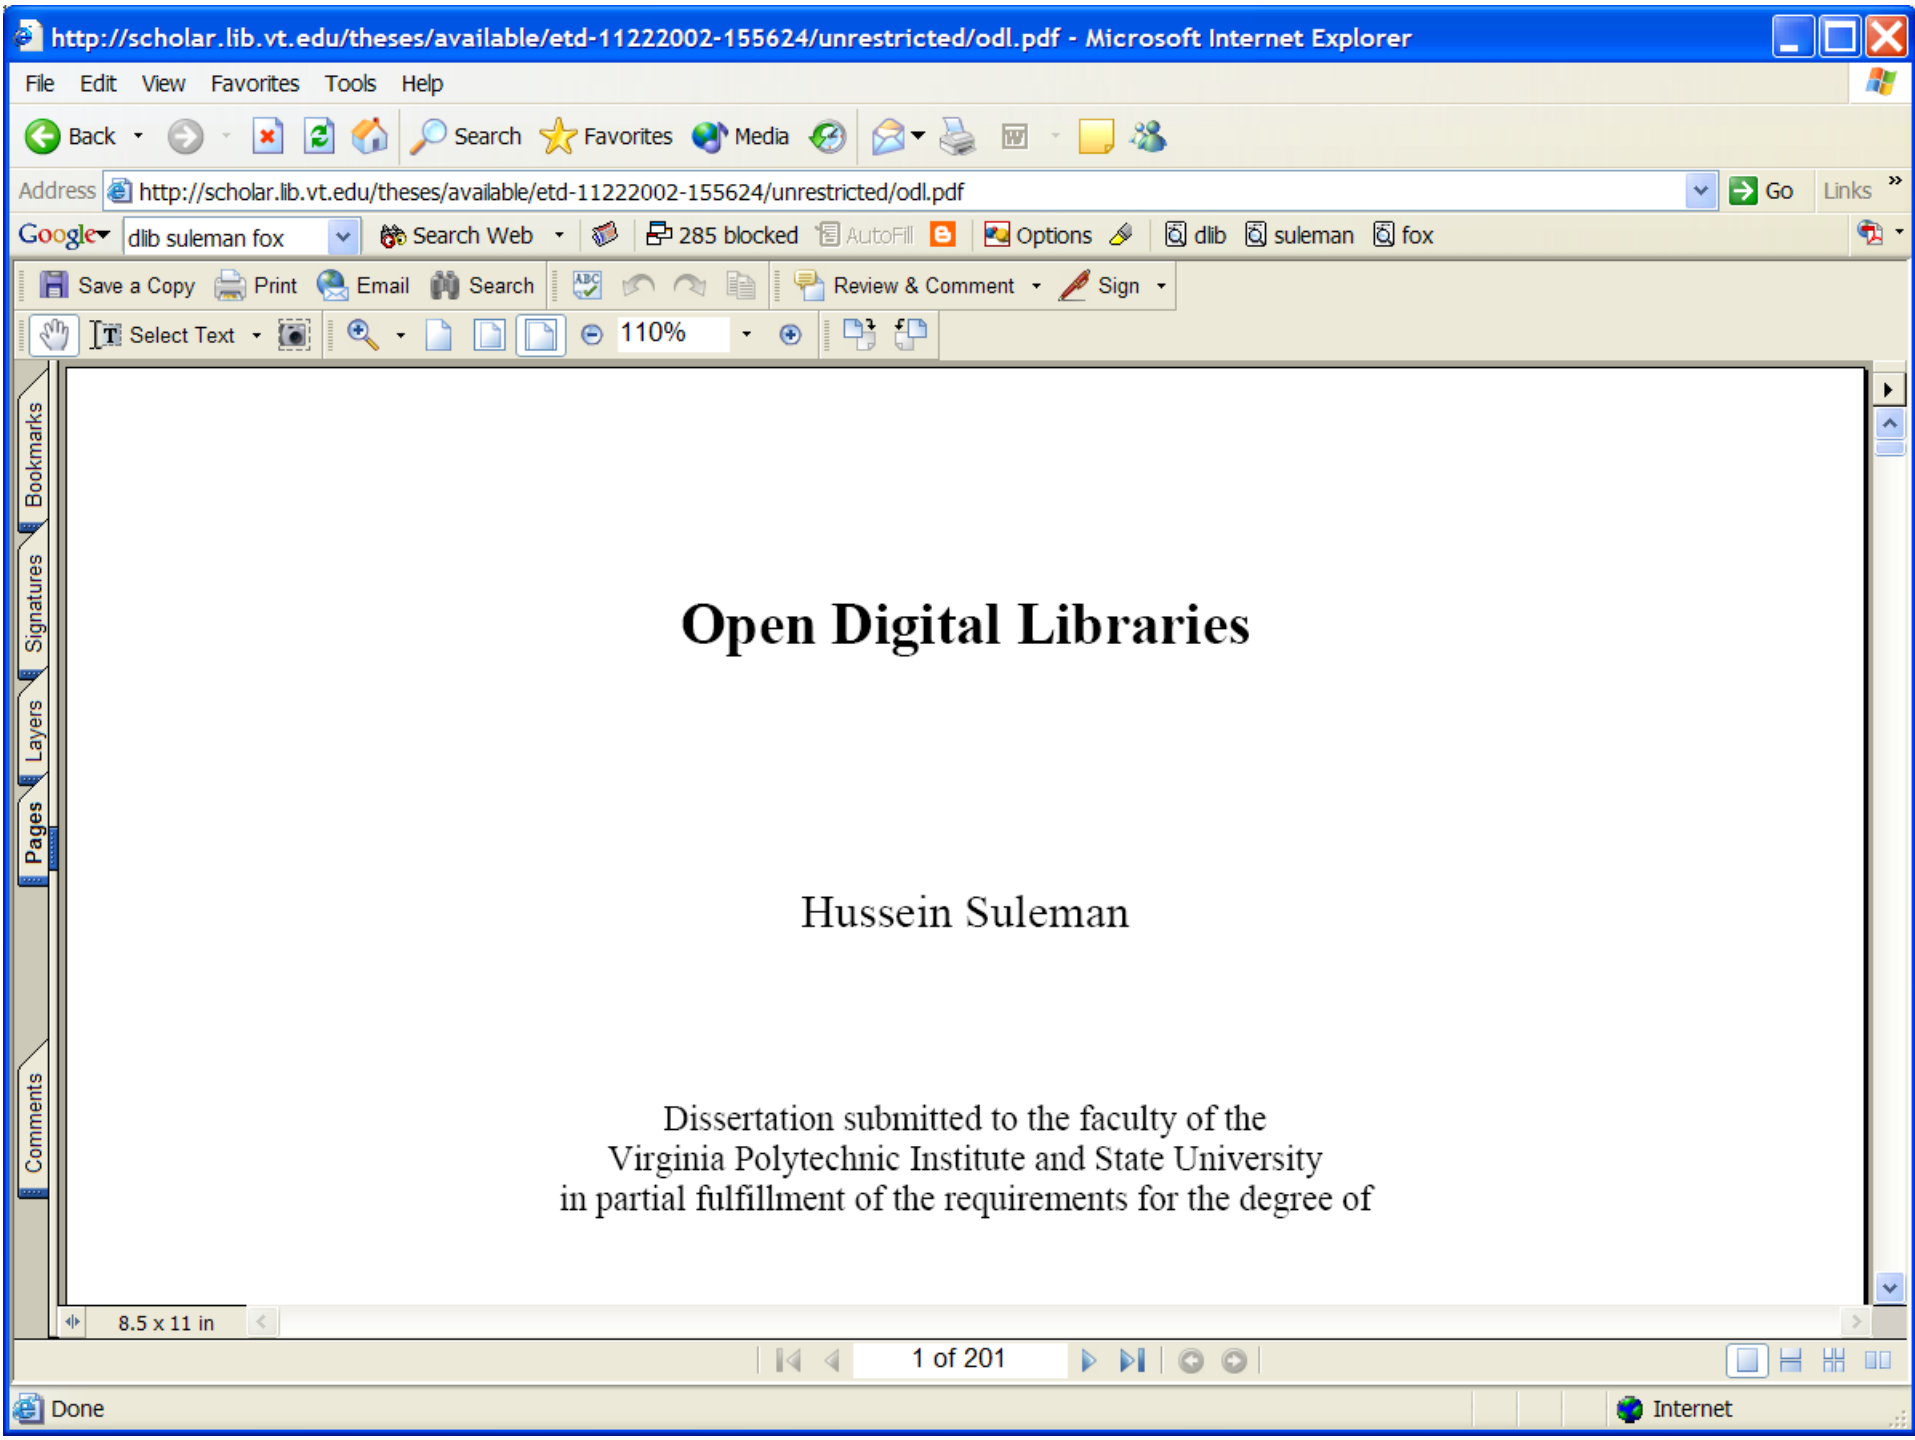 http://scholar.lib.vt.edu/theses/available/etd-11222002-155624/unrestricted/odl.pdf - Microsoft Internet Explorer
File Edit View Favorites Tools Help
Back Search Favorites Media
Address http://scholar.lib.vt.edu/theses/available/etd-11222002-155624/unrestricted/odl.pdf Go Links »
Google dlib suleman fox Search Web 285 blocked AutoFill Options dlib suleman fox
Save a Copy Print Email Search ABC Review & Comment Sign
Select Text 110%
Bookmarks
Signatures
Layers
Pages
Comments
Open Digital Libraries
Hussein Suleman
Dissertation submitted to the faculty of the
Virginia Polytechnic Institute and State University
in partial fulfillment of the requirements for the degree of
8.5 x 11 in
1 of 201
Done Internet